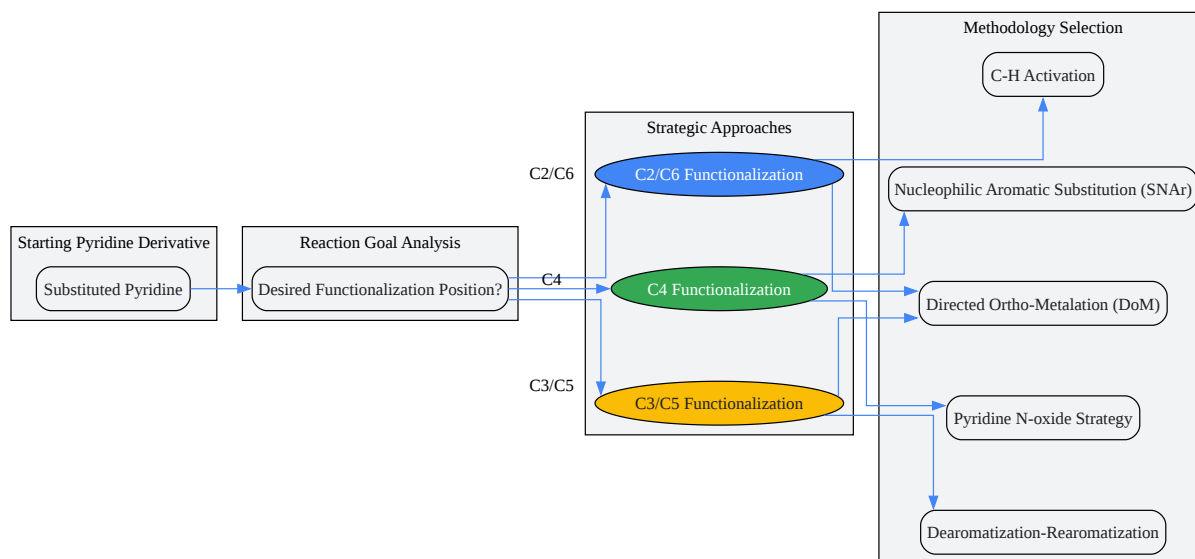 Methodology Selection
C-H Activation
Strategic Approaches
C2/C6
C2/C6 Functionalization
Nucleophilic Aromatic Substitution (SNAr)
Starting Pyridine Derivative
Reaction Goal Analysis
Substituted Pyridine
Desired Functionalization Position?
C4
C4 Functionalization
Directed Ortho-Metalation (DoM)
C3/C5
C3/C5 Functionalization
Pyridine N-oxide Strategy
Dearomatization-Rearomatization